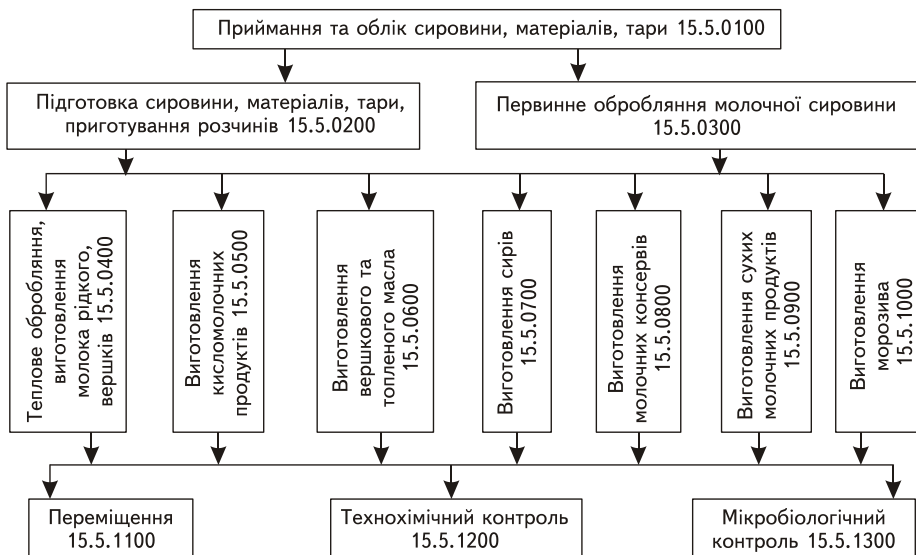 Приймання та облік сировини, матеріалів, тари 15.5.0100
Підготовка сировини, матеріалів, тари,
приготування розчинів 15.5.0200
Первинне обробляння молочної сировини
15.5.0300
Теплове обробляння,
виготовлення
молока рідкого,
вершків 15.5.0400
Виготовлення
кисломолочних
продуктів 15.5.0500
Виготовлення
вершкового та
топленого масла
15.5.0600
Виготовлення сирів
15.5.0700
Виготовлення
молочних консервів
15.5.0800
Виготовлення сухих
молочних продуктів
15.5.0900
Виготовлення
морозива
15.5.1000
Переміщення
15.5.1100
Технохімічний контроль
15.5.1200
Мікробіологічний
контроль 15.5.1300